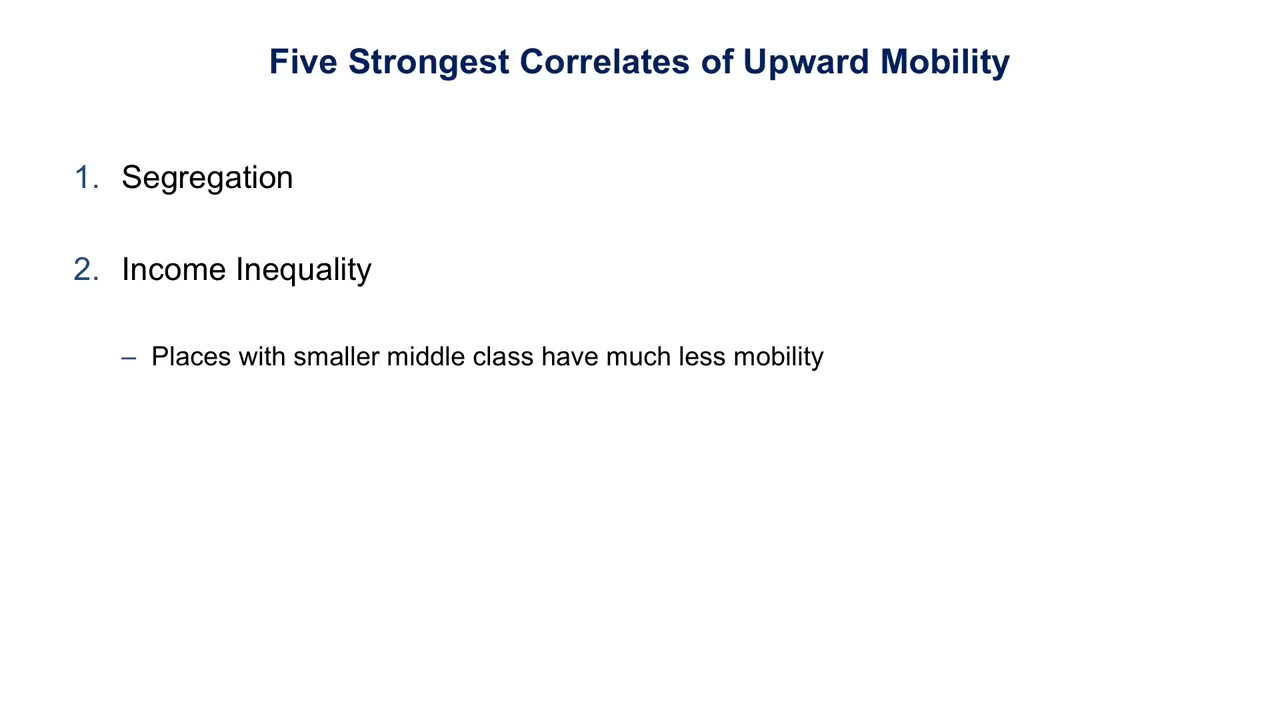 Five Strongest Correlates of Upward Mobility
1. Segregation
2. Income Inequality
– Places with smaller middle class have much less mobility